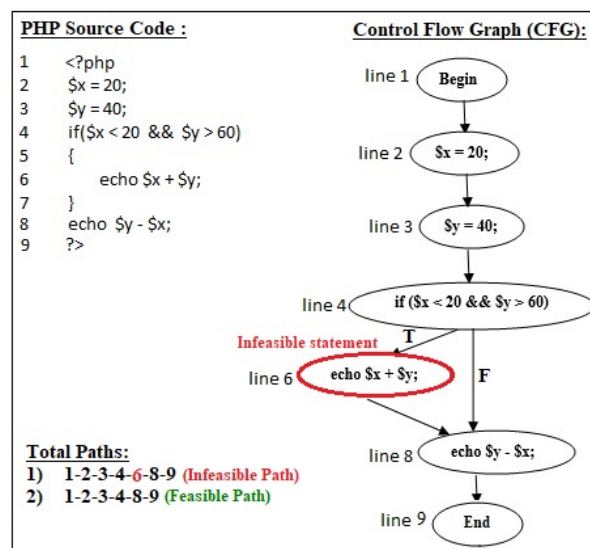 PHP Source Code :
1 <?php
2 $x = 20;
3 $y = 40;
4 if($x < 20 && $y > 60)
5 {
6 echo $x + $y;
7 }
8 echo $y - $x;
9 ?>
Control Flow Graph (CFG):
line 1 Begin
line 2 $x = 20;
line 3 $y = 40;
line 4 if ($x < 20 && $y > 60)
Infeasible statement T
line 6 echo $x + $y; F
line 8 echo $y - $x;
line 9 End
Total Paths:
1) 1-2-3-4-6-8-9 (Infeasible Path)
2) 1-2-3-4-8-9 (Feasible Path)